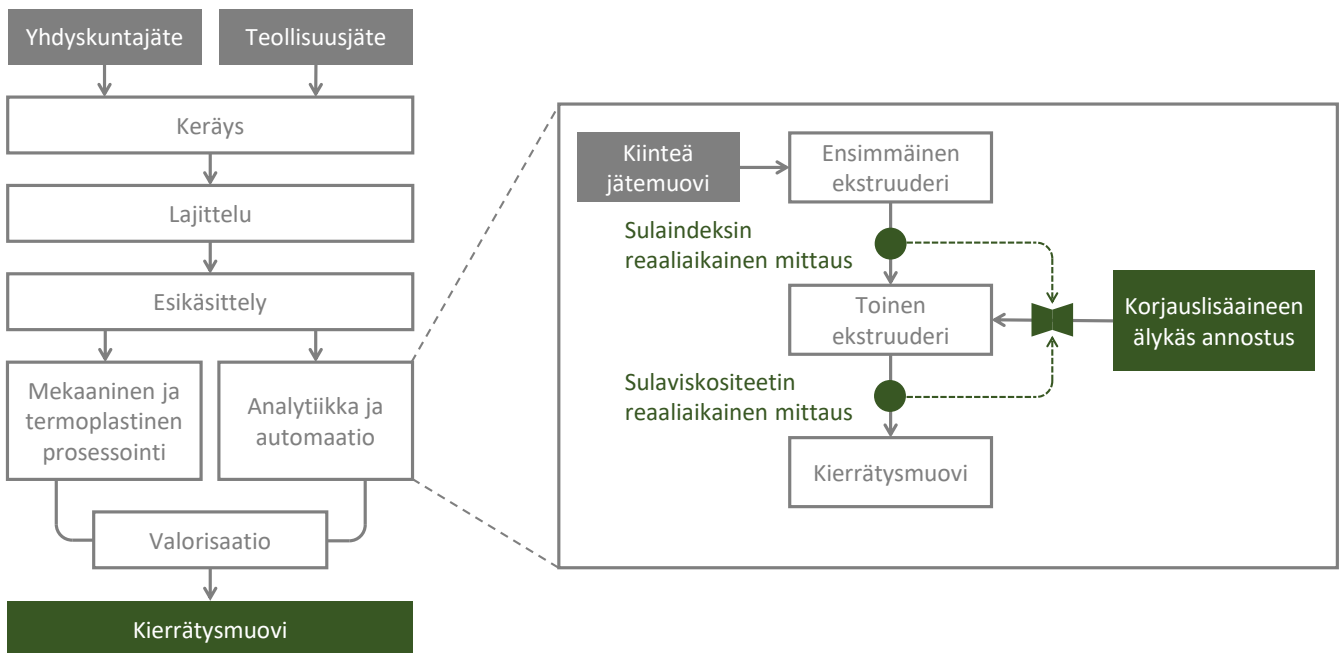 Yhdyskuntajäte
Teollisuusjäte
Keräys
Lajittelu
Esikäsittely
Mekaaninen ja
termoplastinen
prosessointi
Analytiikka ja
automaatio
Valorisaatio
Kierrätysmuovi
Kiinteä
jätemuovi
Ensimmäinen
ekstruuderi
Sulaindeksin
reaaliaikainen mittaus
Toinen
ekstruuderi
Korjauslisäaineen
älykäs annostus
Sulaviskositeetin
reaaliaikainen mittaus
Kierrätysmuovi